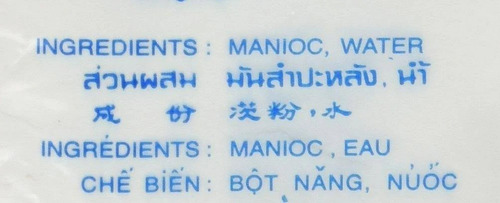 INGREDIENTS : MANIOC, WATER
ส่วนผสม มันสำปะหลัง, น้ำ
成 份 淡粉，水
INGRÉDIENTS : MANIOC , EAU
CHẾ BIẾN : BỘT NĂNG, NƯỚC